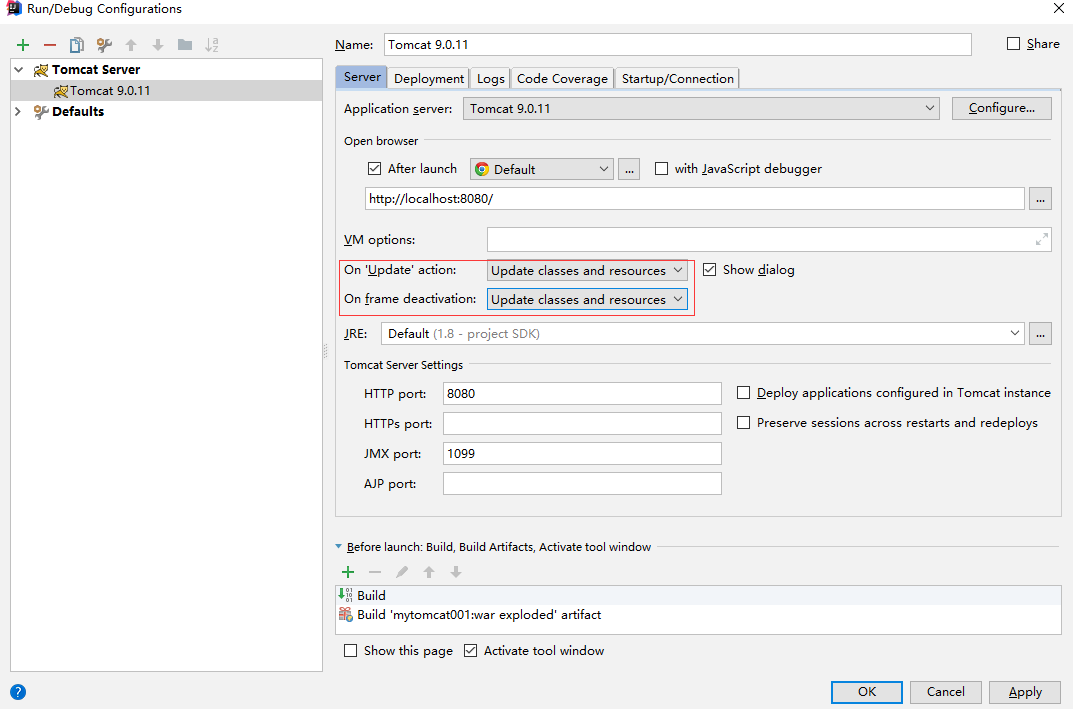 Run/Debug Configurations
Name: Tomcat 9.0.11 Share
Tomcat Server
Tomcat 9.0.11
Defaults
Server Deployment Logs Code Coverage Startup/Connection
Application server: Tomcat 9.0.11 Configure...
Open browser
After launch Default ... with JavaScript debugger
http://localhost:8080/ ...
VM options:
On 'Update' action: Update classes and resources Show dialog
On frame deactivation: Update classes and resources
JRE: Default (1.8 - project SDK) ...
Tomcat Server Settings
HTTP port: 8080 Deploy applications configured in Tomcat instance
HTTPs port: Preserve sessions across restarts and redeploys
JMX port: 1099
AJP port:
Before launch: Build, Build Artifacts, Activate tool window
Build
Build 'mytomcat001:war exploded' artifact
Show this page Activate tool window
? OK Cancel Apply